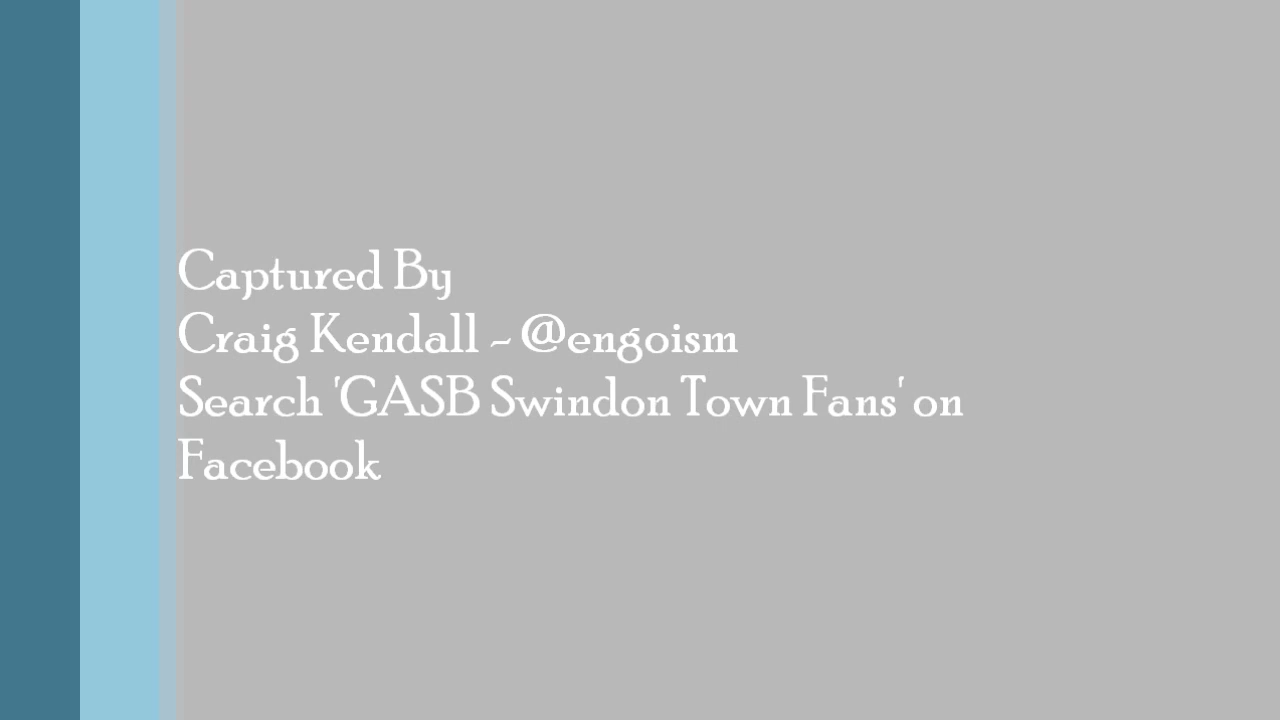 Captured By
Craig Kendall - @engoism
Search 'GASB Swindon Town Fans' on
Facebook